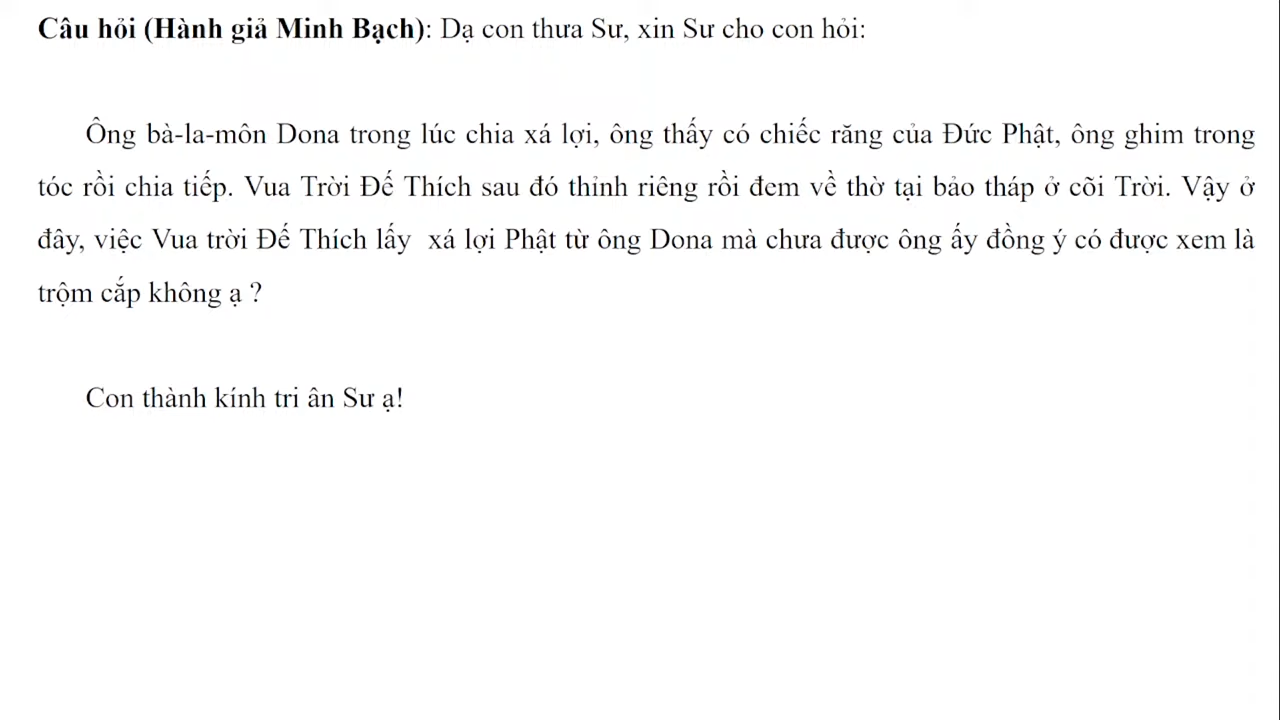 Câu hỏi (Hành giả Minh Bạch): Dạ con thưa Sư, xin Sư cho con hỏi:
Ông bà-la-môn Dona trong lúc chia xá lợi, ông thấy có chiếc răng của Đức Phật, ông ghim trong
tóc rồi chia tiếp. Vua Trời Đế Thích sau đó thỉnh riêng rồi đem về thờ tại bảo tháp ở cõi Trời. Vậy ở
đây, việc Vua trời Đế Thích lấy  xá lợi Phật từ ông Dona mà chưa được ông ấy đồng ý có được xem là
trộm cắp không ạ ?
Con thành kính tri ân Sư ạ!